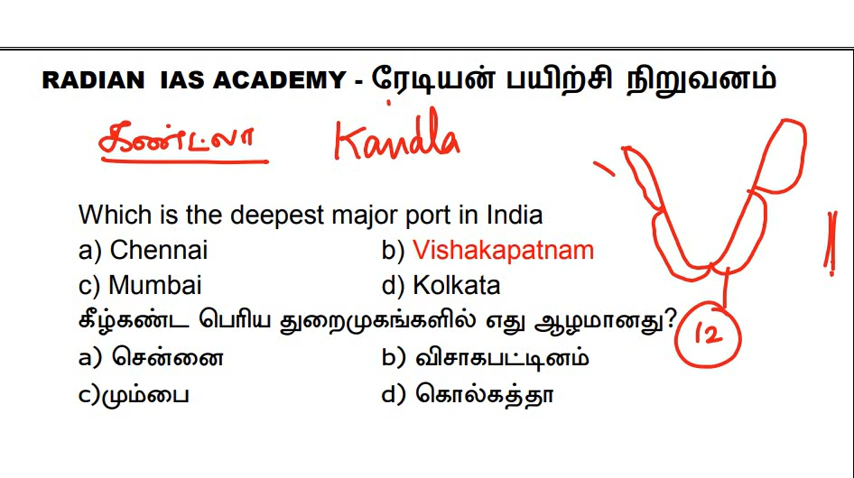 RADIAN IAS ACADEMY - ரேடியன் பயிற்சி நிறுவனம்
கண்டலா Kandla
Which is the deepest major port in India
a) Chennai b) Vishakapatnam
c) Mumbai d) Kolkata
கீழ்கண்ட பெரிய துறைமுகங்களில் எது ஆழமானது?
12
a) சென்னை b) விசாகபட்டினம்
c)மும்பை d) கொல்கத்தா